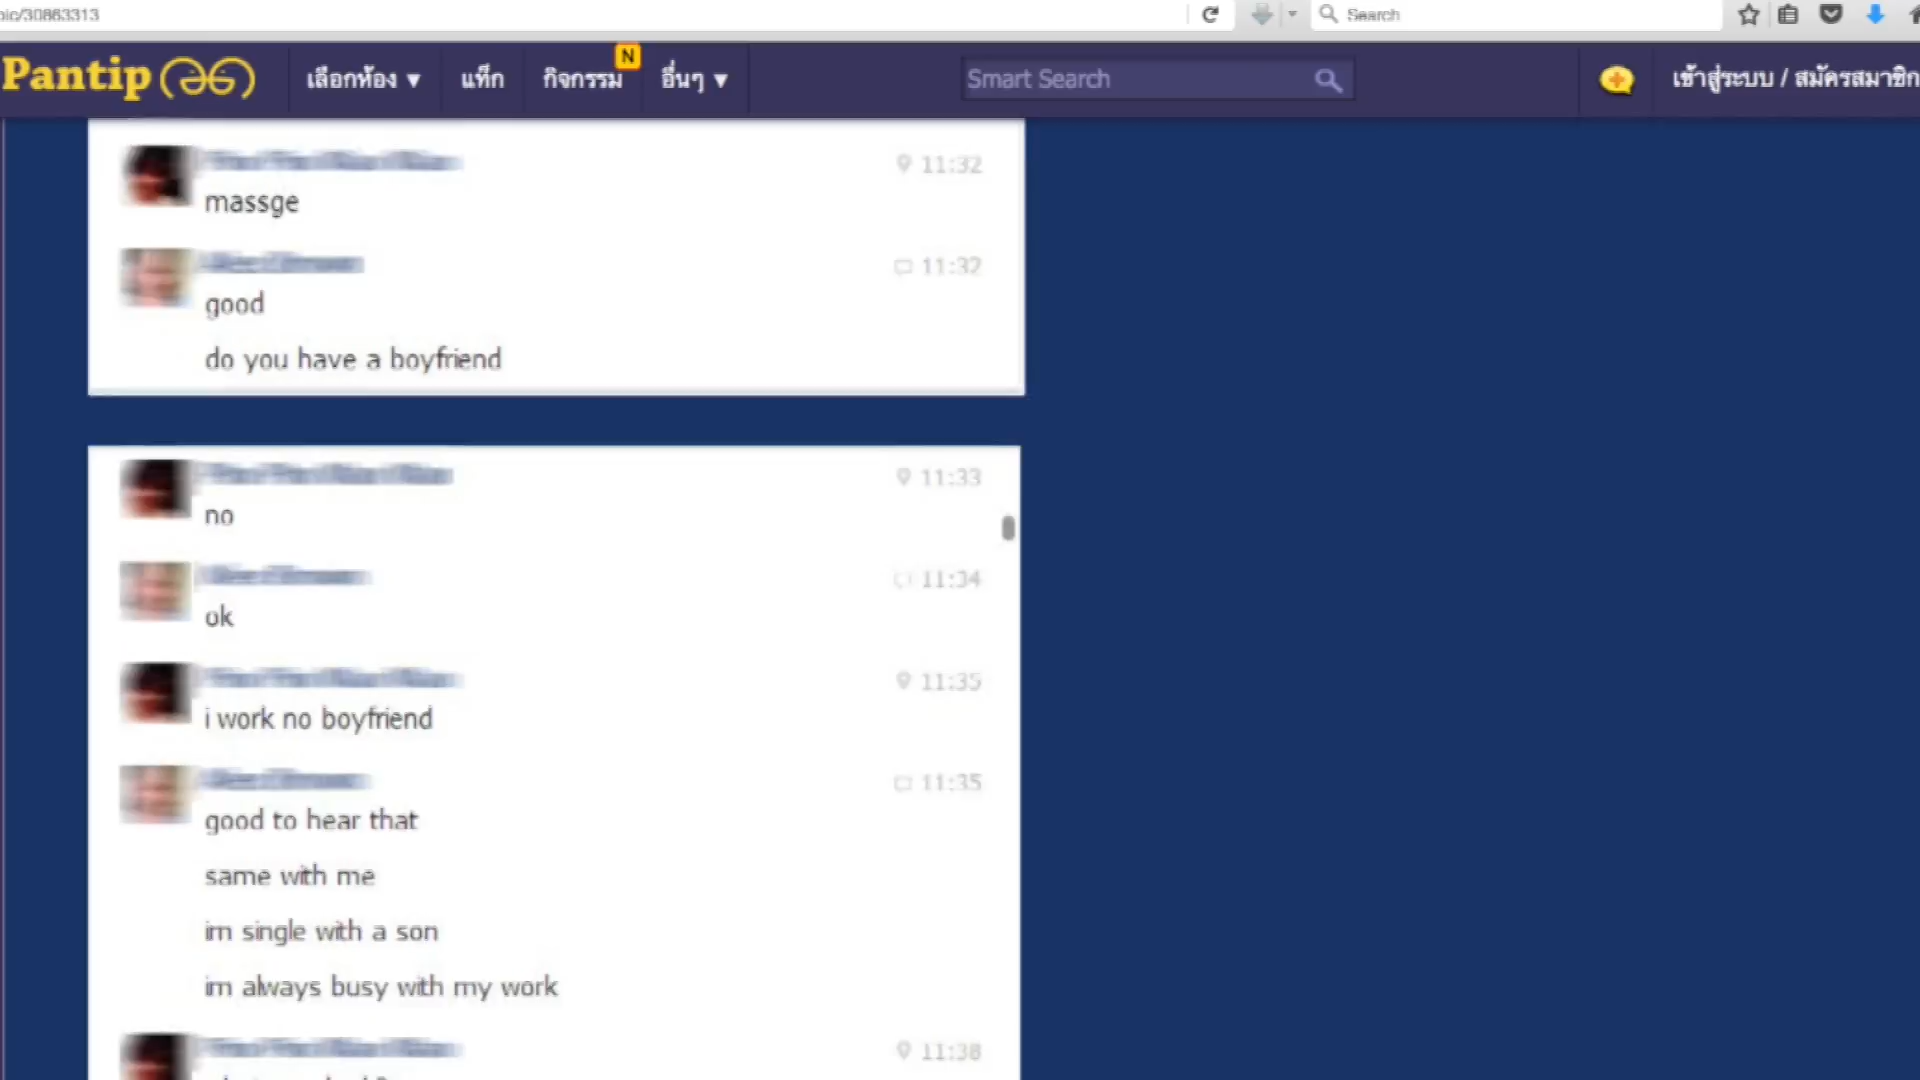 pic/30863313
Search
Pantip
เลือกห้อง ▼
แท็ก
กิจกรรม
N
อื่นๆ ▼
Smart Search
เข้าสู่ระบบ / สมัครสมาชิก
11:32
massge
11:32
good
do you have a boyfriend
11:33
no
11:34
ok
11:35
i work no boyfriend
11:35
good to hear that
same with me
im single with a son
im always busy with my work
11:38